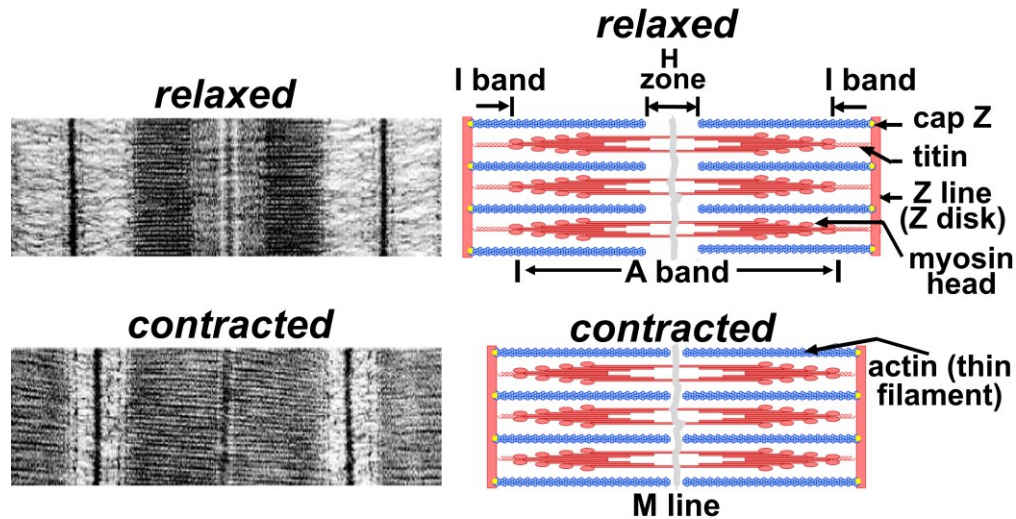 relaxed
relaxed
I band
H
zone
I band
cap Z
titin
Z line
(Z disk)
myosin
head
A band
contracted
contracted
actin (thin
filament)
M line